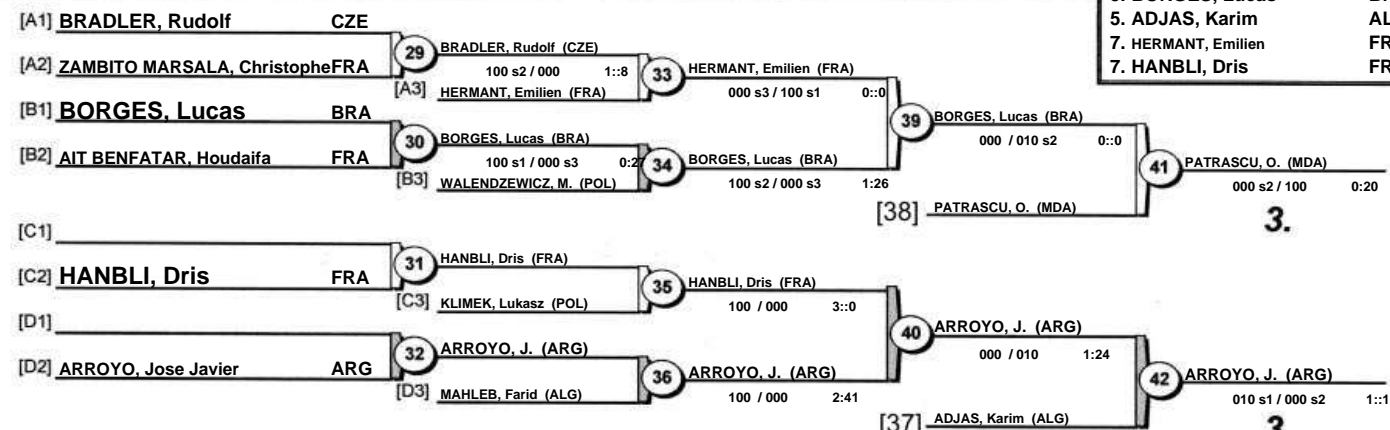 5. ADJAS, Karim
7. HERMANT, Emilien
7. HANBLI, Dris
[A1] BRADLER, Rudolf CZE
29
BRADLER, Rudolf (CZE)
[A2] ZAMBITO MARSALA, Christophe FRA
100 s2 / 000 1::8
[A3] HERMANT, Emilien (FRA)
33
HERMANT, Emilien (FRA)
000 s3 / 100 s1 0::0
[B1] BORGES, Lucas BRA
30
BORGES, Lucas (BRA)
[B2] AIT BENFATAR, Houdaifa FRA
100 s1 / 000 s3 0:27
[B3] WALENDZEWICZ, M. (POL)
34
BORGES, Lucas (BRA)
100 s2 / 000 s3 1:26
39
BORGES, Lucas (BRA)
000 / 010 s2 0::0
[38] PATRASCU, O. (MDA)
41
PATRASCU, O. (MDA)
000 s2 / 100 0:20
3.
[C1]
31
HANBLI, Dris (FRA)
[C2] HANBLI, Dris FRA
[C3] KLIMEK, Lukasz (POL)
35
HANBLI, Dris (FRA)
100 / 000 3::0
[D1]
32
ARROYO, J. (ARG)
[D2] ARROYO, Jose Javier ARG
[D3] MAHLEB, Farid (ALG)
36
ARROYO, J. (ARG)
100 / 000 2:41
40
ARROYO, J. (ARG)
000 / 010 1:24
[37] ADJAS, Karim (ALG)
42
ARROYO, J. (ARG)
010 s1 / 000 s2 1::1